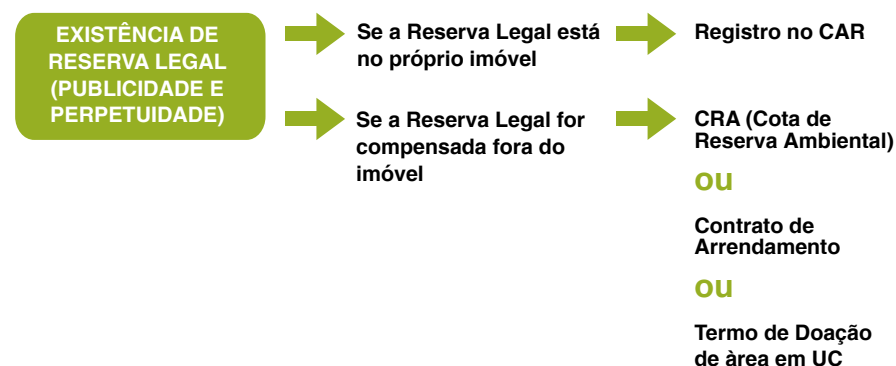 EXISTÊNCIA DE
RESERVA LEGAL
(PUBLICIDADE E
PERPETUIDADE)
Se a Reserva Legal está
no próprio imóvel
Registro no CAR
Se a Reserva Legal for
compensada fora do
imóvel
CRA (Cota de
Reserva Ambiental)
ou
Contrato de
Arrendamento
ou
Termo de Doação
de àrea em UC